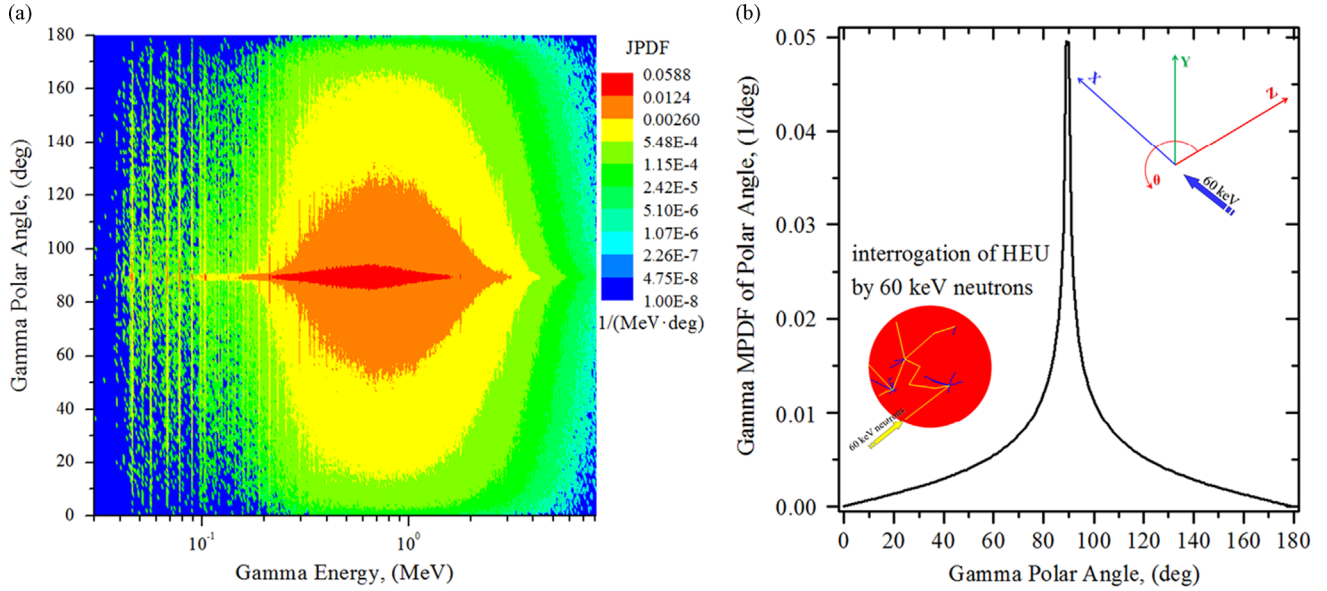 (a)
180
160
140
120
100
80
60
40
20
0
Gamma Polar Angle, (deg)
10-1
100
Gamma Energy, (MeV)
JPDF
0.0588
0.0124
0.00260
5.48E-4
1.15E-4
2.42E-5
5.10E-6
1.07E-6
2.26E-7
4.75E-8
1.00E-8
1/(MeV·deg)
(b)
0.05
0.04
0.03
0.02
0.01
0.00
Gamma MPDF of Polar Angle, (1/deg)
0 20 40 60 80 100 120 140 160 180
Gamma Polar Angle, (deg)
X
Y
Z
θ
60 keV
interrogation of HEU
by 60 keV neutrons
60 keV neutrons